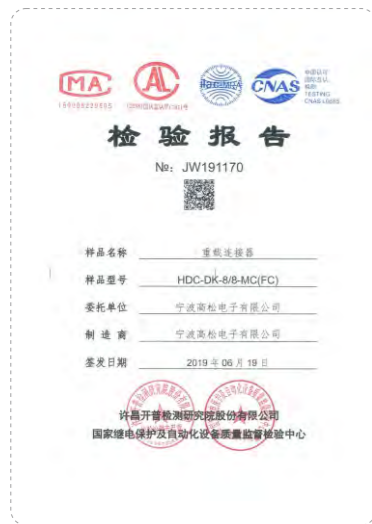 MA
AL
ilac-MRA
CNAS
TESTING
检验报告
№: JW191170
样品名称 重载连接器
样品型号 HDC-DK-8/8-MC(FC)
委托单位 宁波高松电子有限公司
制造商 宁波高松电子有限公司
签发日期 2019年06月19日
许昌开普检测研究院股份有限公司
国家继电保护及自动化设备质量监督检验中心